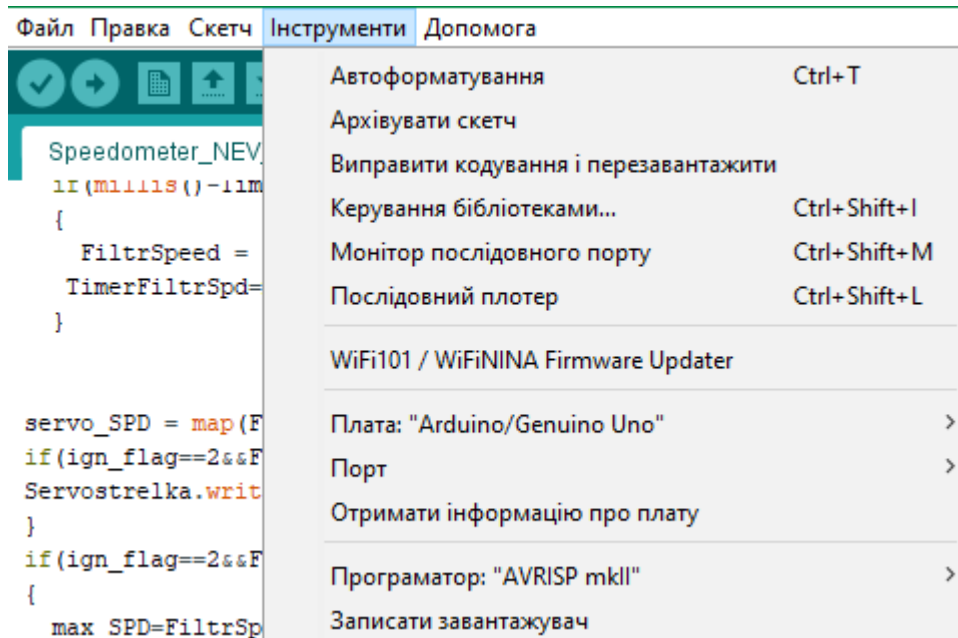 Файл Правка Скетч Інструменти Допомога
Автоформатування Ctrl+T
Архівувати скетч
Виправити кодування і перезавантажити
Керування бібліотеками... Ctrl+Shift+I
Монітор послідовного порту Ctrl+Shift+M
Послідовний плотер Ctrl+Shift+L
WiFi101 / WiFiNINA Firmware Updater
Плата: "Arduino/Genuino Uno"
Порт
Отримати інформацію про плату
Програматор: "AVRISP mkII"
Записати завантажувач
Speedometer_NEV
if(millis()-
{
FiltrSpeed =
TimerFiltrSpd=
}
servo_SPD = map(F
if(ign_flag==2&&F
Servostrelka.writ
}
if(ign_flag==2&&F
{
max_SPD=FiltrSp